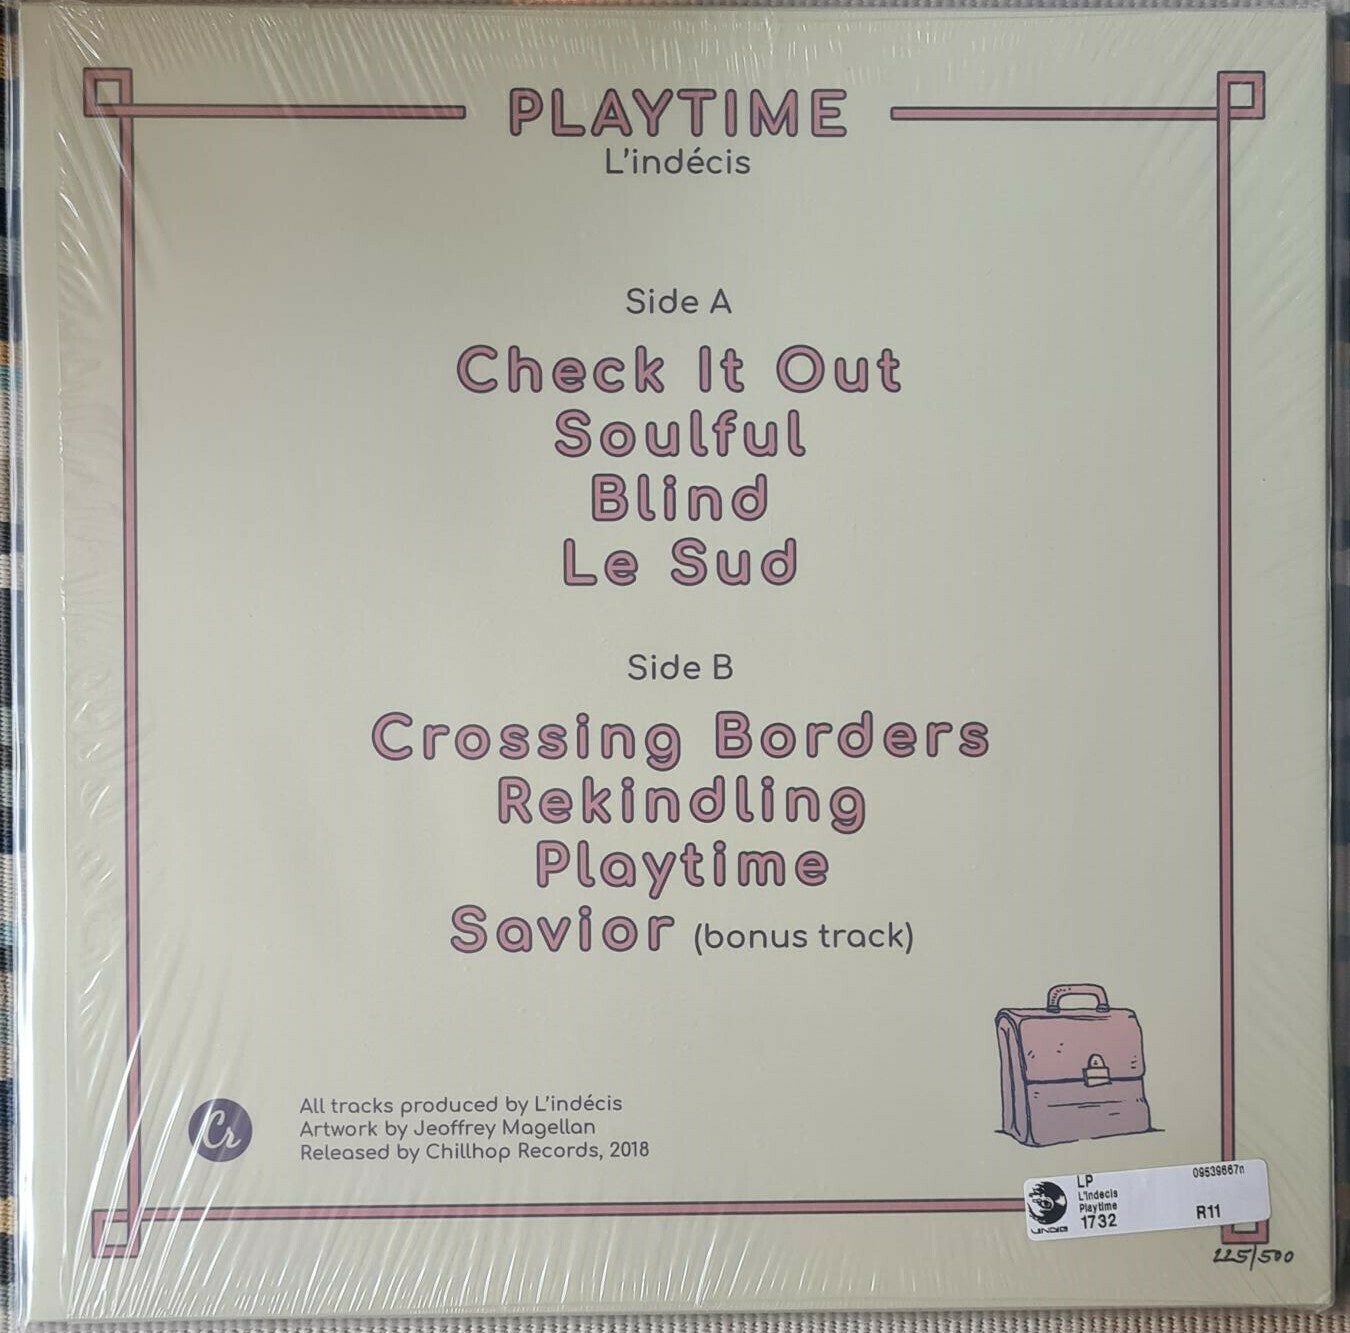 PLAYTIME
L'indécis
Side A
Check It Out
Soulful
Blind
Le Sud
Side B
Crossing Borders
Rekindling
Playtime
Savior (bonus track)
Cr
All tracks produced by L'indécis
Artwork by Jeoffrey Magellan
Released by Chillhop Records, 2018
LP 09539667n
L'Indecis
Playtime
1732 R11
225/500